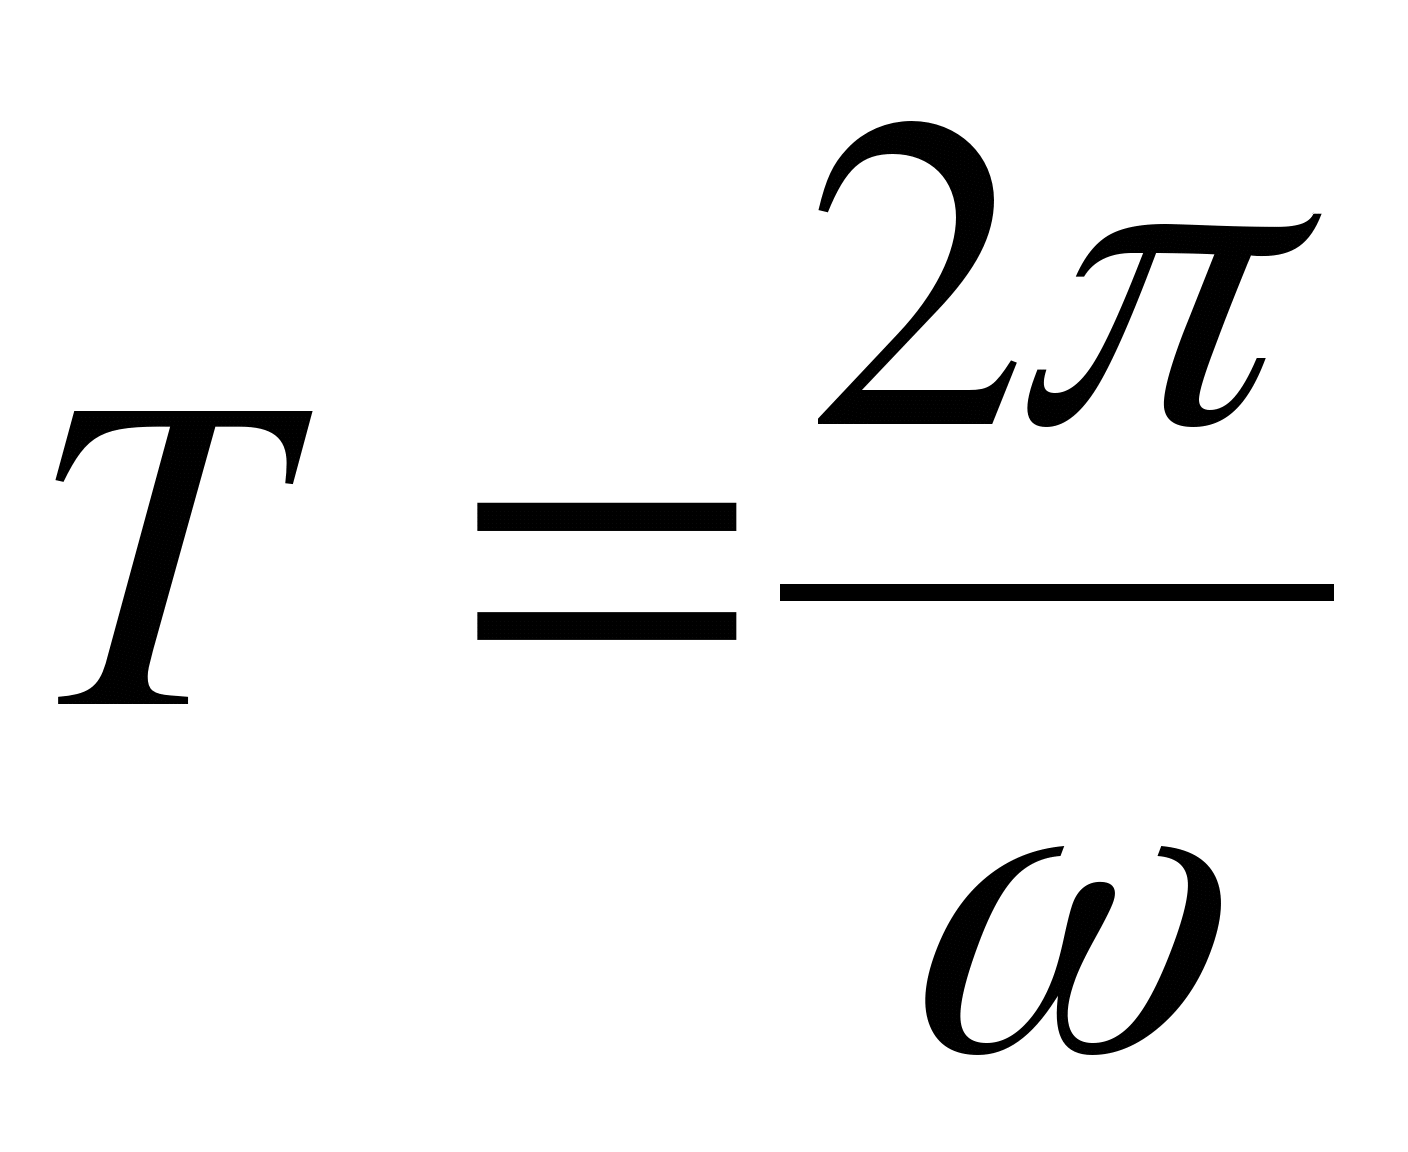 T = 2π / ω